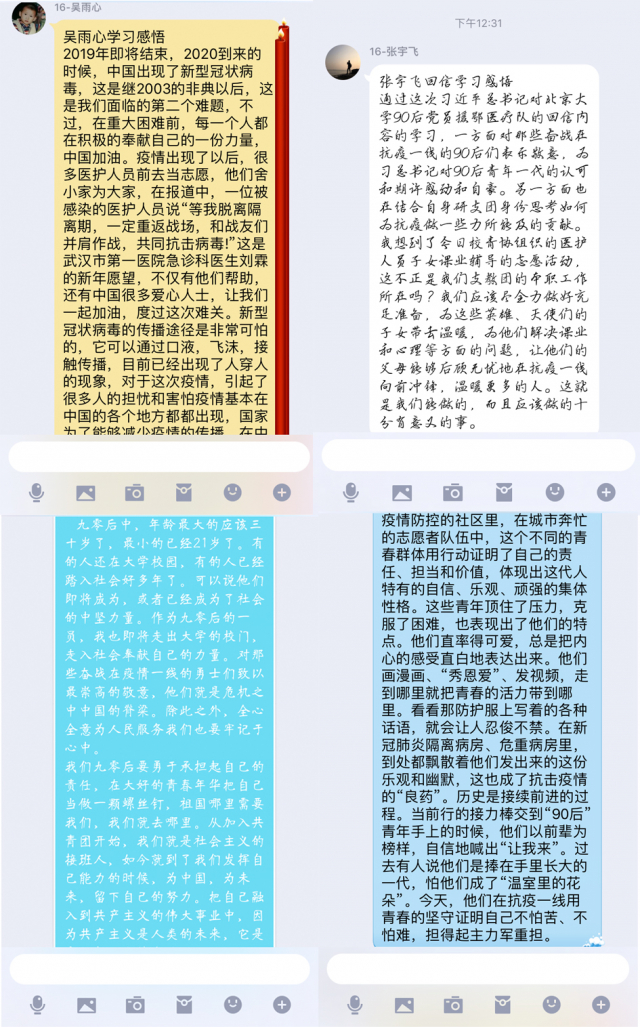 16-吴雨心
吴雨心学习感悟
2019年即将结束，2020到来的
时候，中国出现了新型冠状病
毒，这是继2003的非典以后，这
是我们面临的第二个难题，不
过，在重大困难前，每一个人都
在积极的奉献自己的一份力量，
中国加油。疫情出现了以后，很
多医护人员前去当志愿，他们舍
小家为大家，在报道中，一位被
感染的医护人员说“等我脱离隔
离期，一定重返战场，和战友们
并肩作战，共同抗击病毒!”这是
武汉市第一医院急诊科医生刘霖
的新年愿望，不仅有他们帮助，
还有中国很多爱心人士，让我们
一起加油，度过这次难关。新型
冠状病毒的传播途径是非常可怕
的，它可以通过口液，飞沫，接
触传播，目前已经出现了人穿人
的现象，对于这次疫情，引起了
很多人的担忧和害怕疫情基本在
中国的各个地方都都出现，国家
为了能够减少疫情的传播，在中
下午12:31
16-张宇飞
张宇飞回信学习感悟
通过这次习近平总书记对北京大
学90后党员援鄂医疗队的回信内
容的学习，一方面对那些奋战在
抗疫一线的90后们表示敬意，为
习总书记对90后青年一代的认可
和期许感动和自豪。另一方面也
在结合自身研支团身份思考如何
为抗疫做一些力所能及的贡献。
我想到了今日校青协组织的医护
人员子女课业辅导的志愿活动，
这不正是我们支教团的本职工作
所在吗？我们应该尽全力做好充
足准备，为这些英雄、天使们的
子女带去温暖，为他们解决课业
和心理等方面的问题，让他们的
父母能够后顾无忧地在抗疫一线
向前冲锋，温暖更多的人。这就
是我们能做的，而且应该做的十
分有意义的事。
九零后中，年龄最大的应该三
十岁了，最小的已经21岁了。有
的人还在大学校园，有的人已经
踏入社会好多年了。可以说他们
即将成为，或者已经成为了社会
的中坚力量。作为九零后的一
员，我也即将走出大学的校门，
走入社会奉献自己的力量。对那
些奋战在疫情一线的勇士们致以
最崇高的敬意，他们就是危机之
中中国的脊梁。除此之外，全心
全意为人民服务我们也要牢记于
心中。
我们九零后要勇于承担起自己的
责任，在大好的青春年华把自己
当做一颗螺丝钉，祖国哪里需要
我们，我们就去哪里。从加入共
青团开始，我们就是社会主义的
接班人，如今就到了我们发挥自
己能力的时候，为中国，为未
来，留下自己的努力。把自己融
入到共产主义的伟大事业中，因
为共产主义是人类的未来，它是
疫情防控的社区里，在城市奔忙
的志愿者队伍中，这个不同的青
春群体用行动证明了自己的责
任、担当和价值，体现出这代人
特有的自信、乐观、顽强的集体
性格。这些青年顶住了压力，克
服了困难，也表现出了他们的特
点。他们直率得可爱，总是把内
心的感受直白地表达出来。他们
画漫画、“秀恩爱”、发视频，走
到哪里就把青春的活力带到哪
里。看看那防护服上写着的各种
话语，就会让人忍俊不禁。在新
冠肺炎隔离病房、危重病房里，
到处都飘散着他们发出来的这份
乐观和幽默，这也成了抗击疫情
的“良药”。历史是接续前进的过
程。当前行的接力棒交到“90后”
青年手上的时候，他们以前辈为
榜样，自信地喊出“让我来”。过
去有人说他们是捧在手里长大的
一代，怕他们成了“温室里的花
朵”。今天，他们在抗疫一线用
青春的坚守证明自己不怕苦、不
怕难，担得起主力军重担。